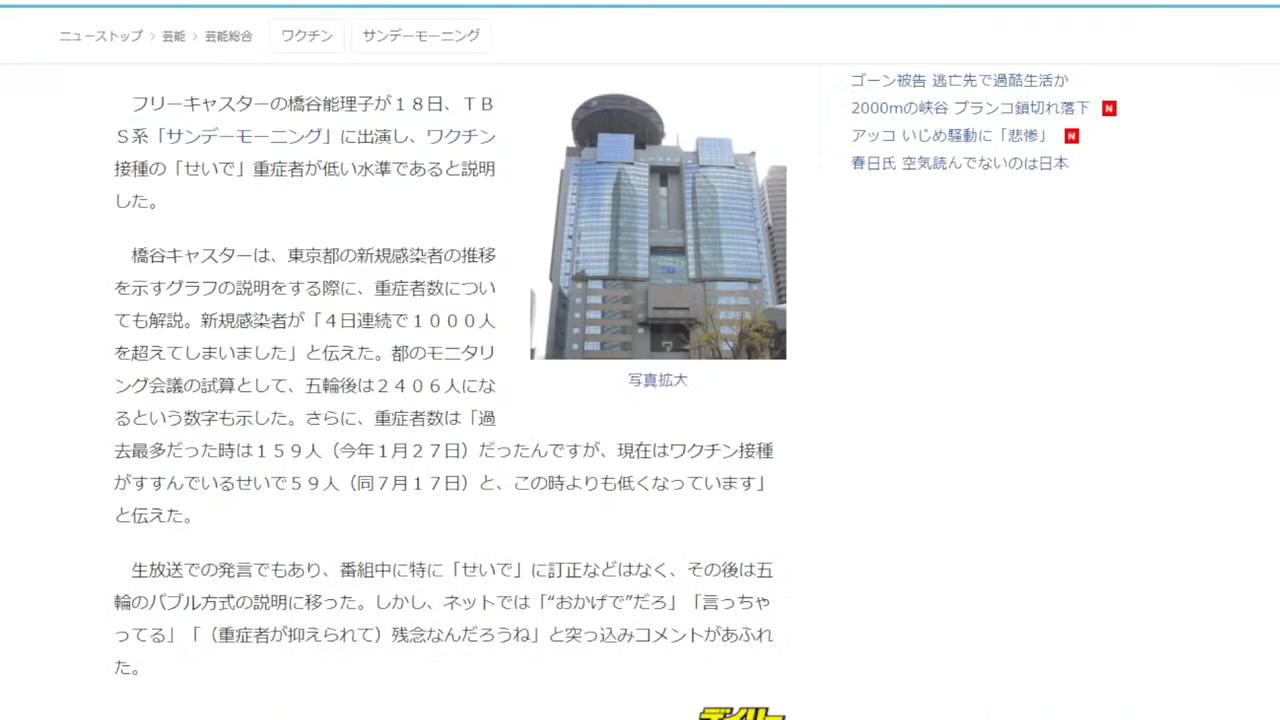 ニューストップ > 芸能 > 芸能総合 ワクチン サンデーモーニング
フリーキャスターの橋谷能理子が１８日、ＴＢ
Ｓ系「サンデーモーニング」に出演し、ワクチン
接種の「せいで」重症者が低い水準であると説明
した。
橋谷キャスターは、東京都の新規感染者の推移
を示すグラフの説明をする際に、重症者数につい
ても解説。新規感染者が「４日連続で１０００人
を超えてしまいました」と伝えた。都のモニタリ
ング会議の試算として、五輪後は２４０６人にな
るという数字も示した。さらに、重症者数は「過
去最多だった時は１５９人（今年１月２７日）だったんですが、現在はワクチン接種
がすすんでいるせいで５９人（同７月１７日）と、この時よりも低くなっています」
と伝えた。
生放送での発言でもあり、番組中に特に「せいで」に訂正などはなく、その後は五
輪のバブル方式の説明に移った。しかし、ネットでは「“おかげで”だろ」「言っちゃ
ってる」「（重症者が抑えられて）残念なんだろうね」と突っ込みコメントがあふれ
た。
写真拡大
ゴーン被告 逃亡先で過酷生活か
2000mの峡谷 ブランコ鎖切れ落下 N
アッコ いじめ騒動に「悲惨」 N
春日氏 空気読んでないのは日本
デイリー